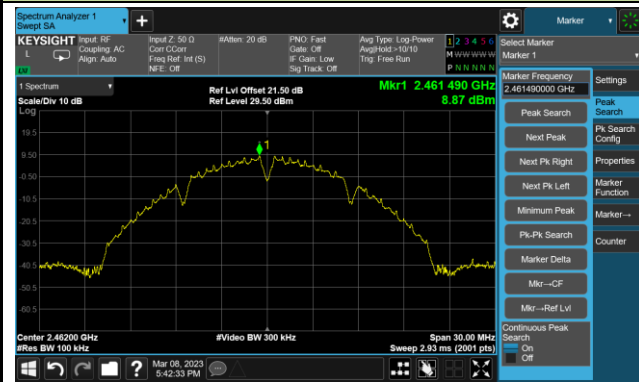 Spectrum Analyzer 1
Swept SA
Marker
KEYSIGHT
L
Input: RF
Coupling: AC
Align: Auto
Input Z: 50 Ω
Corr CCorr
Freq Ref: Int (S)
NFE: Off
#Atten: 20 dB
PNO: Fast
Gate: Off
IF Gain: Low
Sig Track: Off
Avg Type: Log-Power
Avg|Hold:>10/10
Trig: Free Run
1 2 3 4 5 6
M W W W W W
P N N N N N
Select Marker
Marker 1
1 Spectrum
Scale/Div 10 dB
Log
Ref Lvl Offset 21.50 dB
Ref Level 29.50 dBm
Mkr1 2.461 490 GHz
8.87 dBm
19.5
9.50
-0.50
-10.5
-20.5
-30.5
-40.5
-50.5
-60.5
1
Center 2.46200 GHz
#Res BW 100 kHz
#Video BW 300 kHz
Span 30.00 MHz
Sweep 2.93 ms (2001 pts)
Marker Frequency
2.461490000 GHz
Peak Search
Next Peak
Next Pk Right
Next Pk Left
Minimum Peak
Pk-Pk Search
Marker Delta
Mkr→CF
Mkr→Ref Lvl
Continuous Peak
Search
On
Off
Settings
Peak
Search
Pk Search
Config
Properties
Marker
Function
Marker→
Counter
Mar 08, 2023
5:42:33 PM